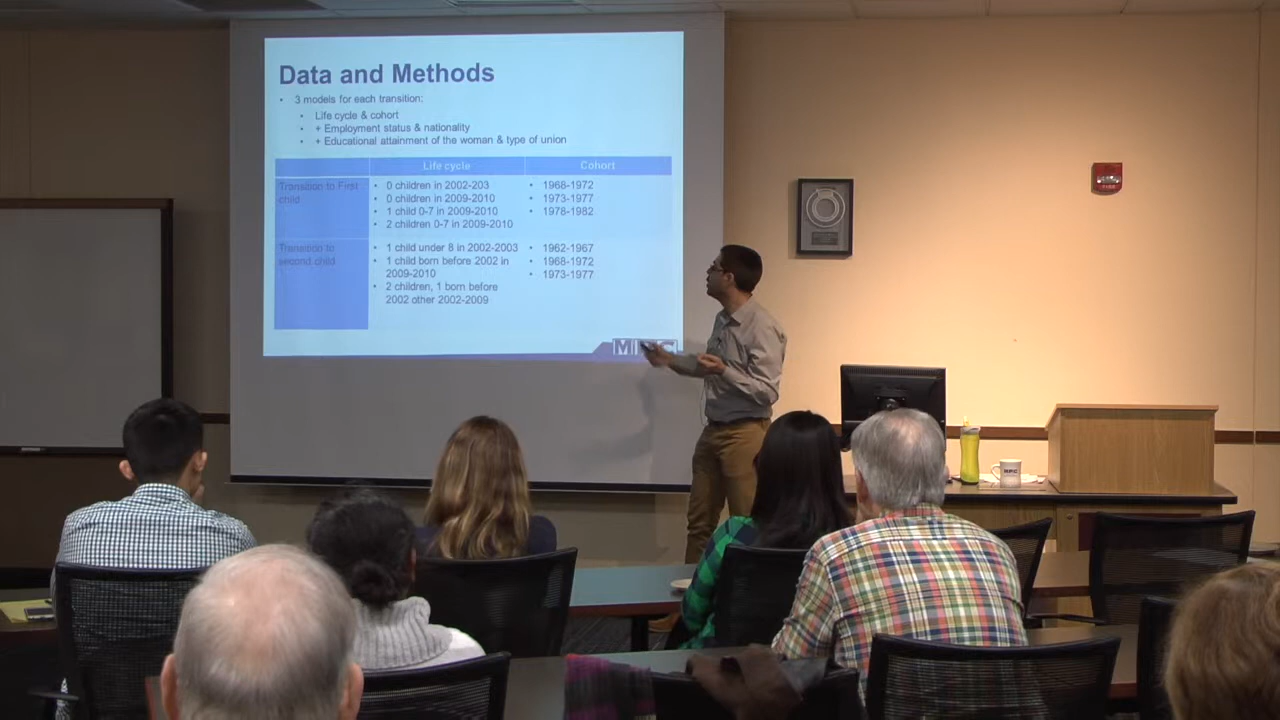 Data and Methods
• 3 models for each transition:
• Life cycle & cohort
• + Employment status & nationality
• + Educational attainment of the woman & type of union
Life cycle
Cohort
Transition to First
child
• 0 children in 2002-203
• 0 children in 2009-2010
• 1 child 0-7 in 2009-2010
• 2 children 0-7 in 2009-2010
• 1968-1972
• 1973-1977
• 1978-1982
Transition to
second child
• 1 child under 8 in 2002-2003
• 1 child born before 2002 in
2009-2010
• 2 children, 1 born before
2002 other 2002-2009
• 1962-1967
• 1968-1972
• 1973-1977